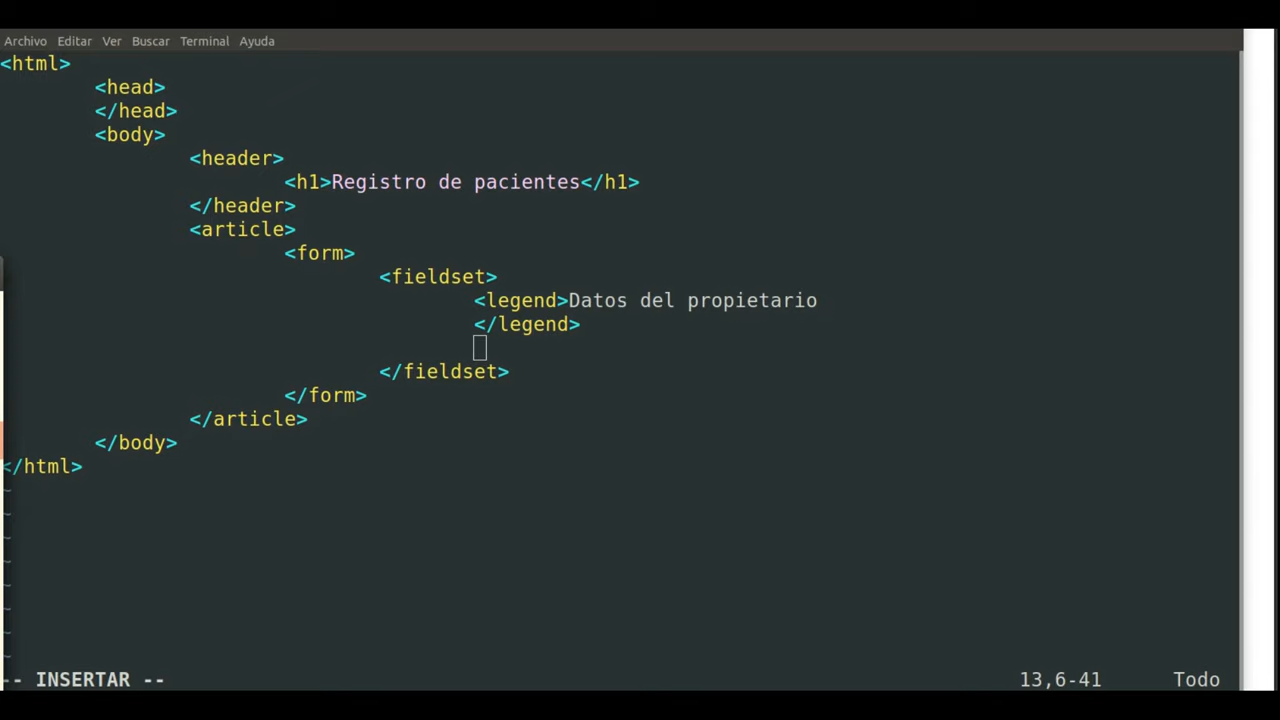 Archivo Editar Ver Buscar Terminal Ayuda
<html>
<head>
</head>
<body>
<header>
<h1>Registro de pacientes</h1>
</header>
<article>
<form>
<fieldset>
<legend>Datos del propietario
</legend>
</fieldset>
</form>
</article>
</body>
</html>
~
~
~
~
~
~
~
~
-- INSERTAR -- 13,6-41 Todo